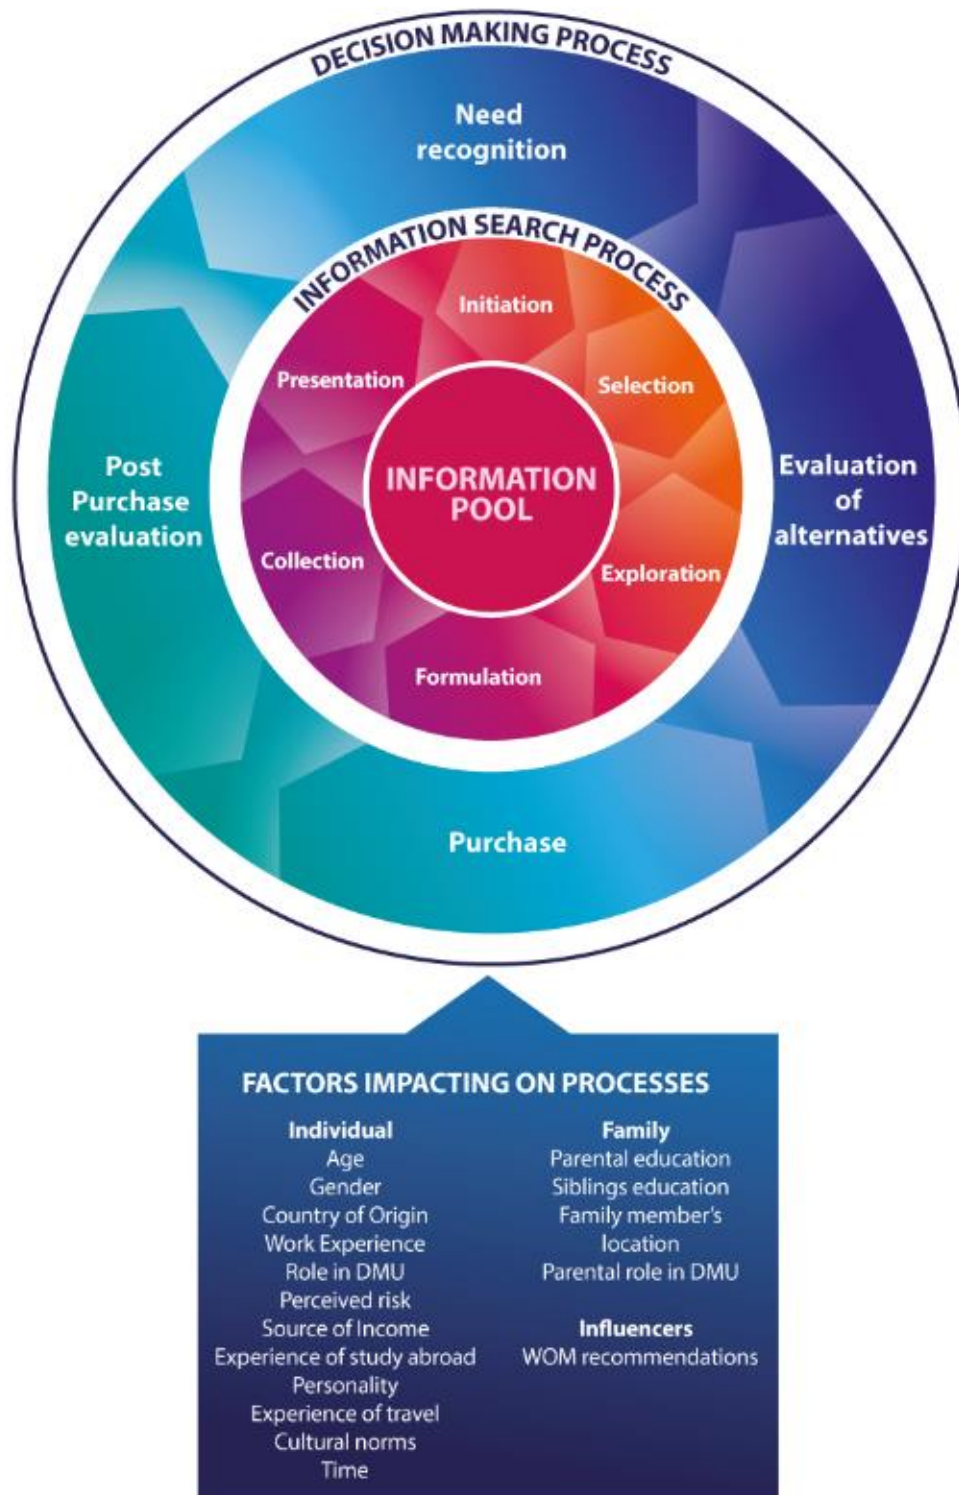 DECISION MAKING PROCESS
Need
recognition
INFORMATION SEARCH PROCESS
Initiation
Presentation
Selection
INFORMATION
POOL
Post
Purchase
evaluation
Evaluation
of
alternatives
Collection
Exploration
Formulation
Purchase
FACTORS IMPACTING ON PROCESSES
Individual
Age
Gender
Country of Origin
Work Experience
Role in DMU
Perceived risk
Source of Income
Experience of study abroad
Personality
Experience of travel
Cultural norms
Time
Family
Parental education
Siblings education
Family member's
location
Parental role in DMU
Influencers
WOM recommendations